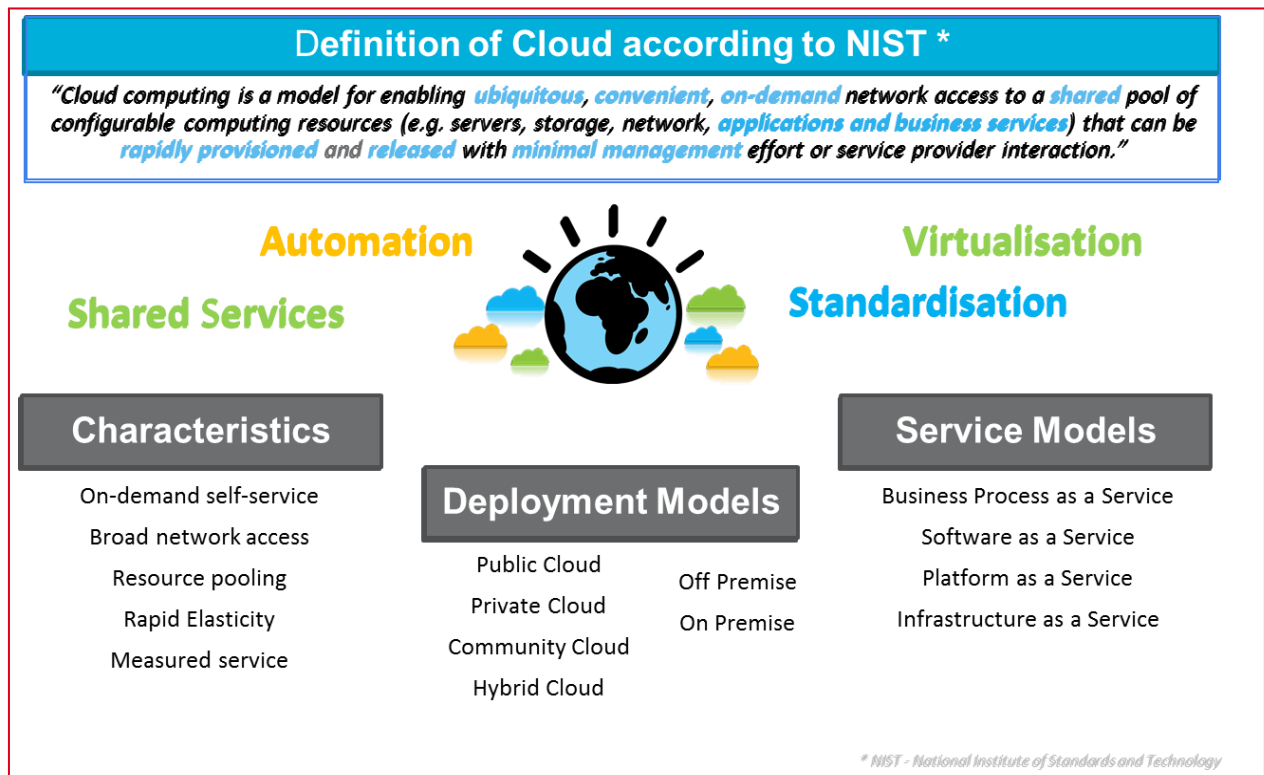 Definition of Cloud according to NIST *
“Cloud computing is a model for enabling ubiquitous, convenient, on-demand network access to a shared pool of
configurable computing resources (e.g. servers, storage, network, applications and business services) that can be
rapidly provisioned and released with minimal management effort or service provider interaction.”
Automation
Virtualisation
Shared Services
Standardisation
Characteristics
On-demand self-service
Broad network access
Resource pooling
Rapid Elasticity
Measured service
Deployment Models
Public Cloud
Private Cloud
Community Cloud
Hybrid Cloud
Off Premise
On Premise
Service Models
Business Process as a Service
Software as a Service
Platform as a Service
Infrastructure as a Service
* NIST - National Institute of Standards and Technology